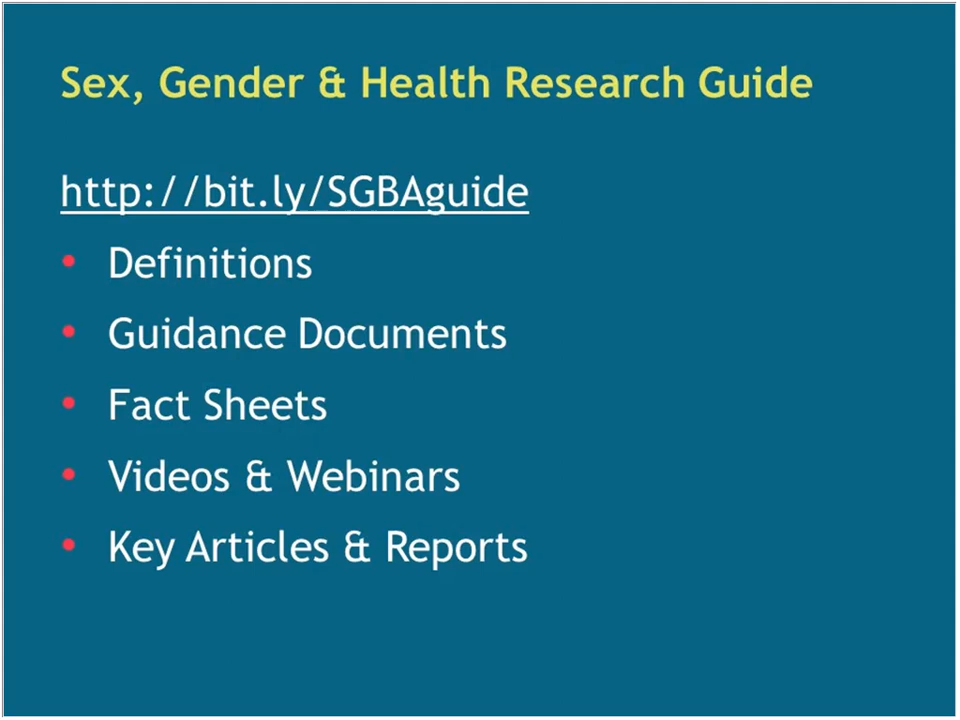 Sex, Gender & Health Research Guide
http://bit.ly/SGBAguide
• Definitions
• Guidance Documents
• Fact Sheets
• Videos & Webinars
• Key Articles & Reports